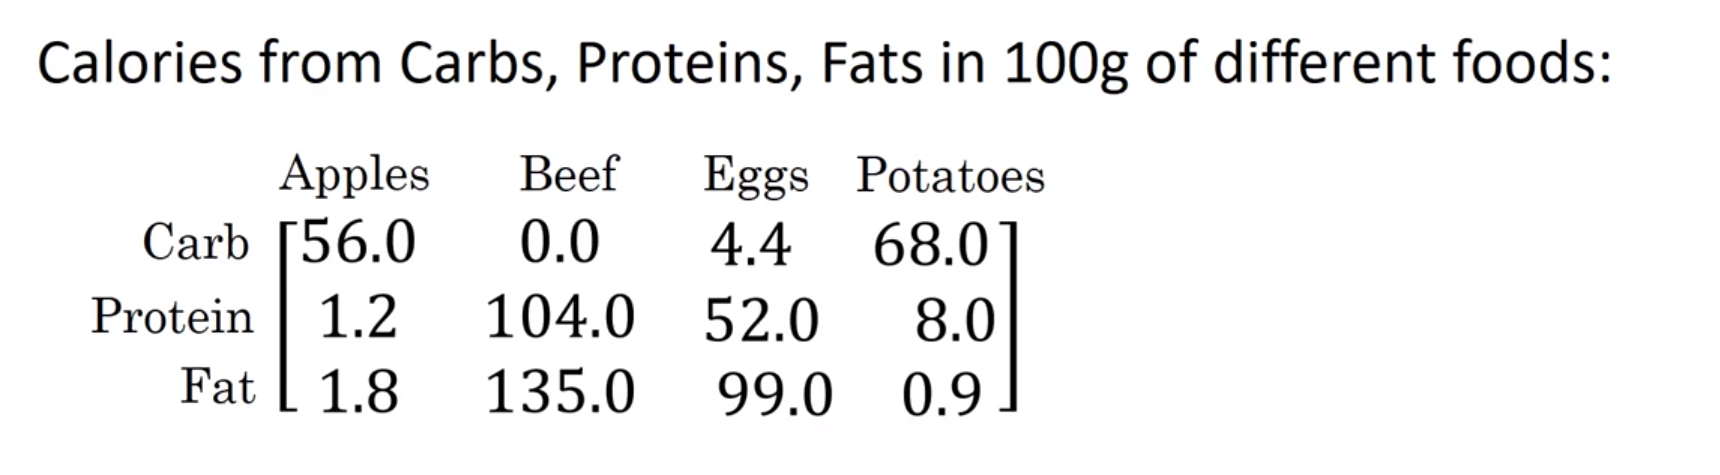 Calories from Carbs, Proteins, Fats in 100g of different foods:
Apples Beef Eggs Potatoes
Carb 56.0 0.0 4.4 68.0
Protein 1.2 104.0 52.0 8.0
Fat 1.8 135.0 99.0 0.9